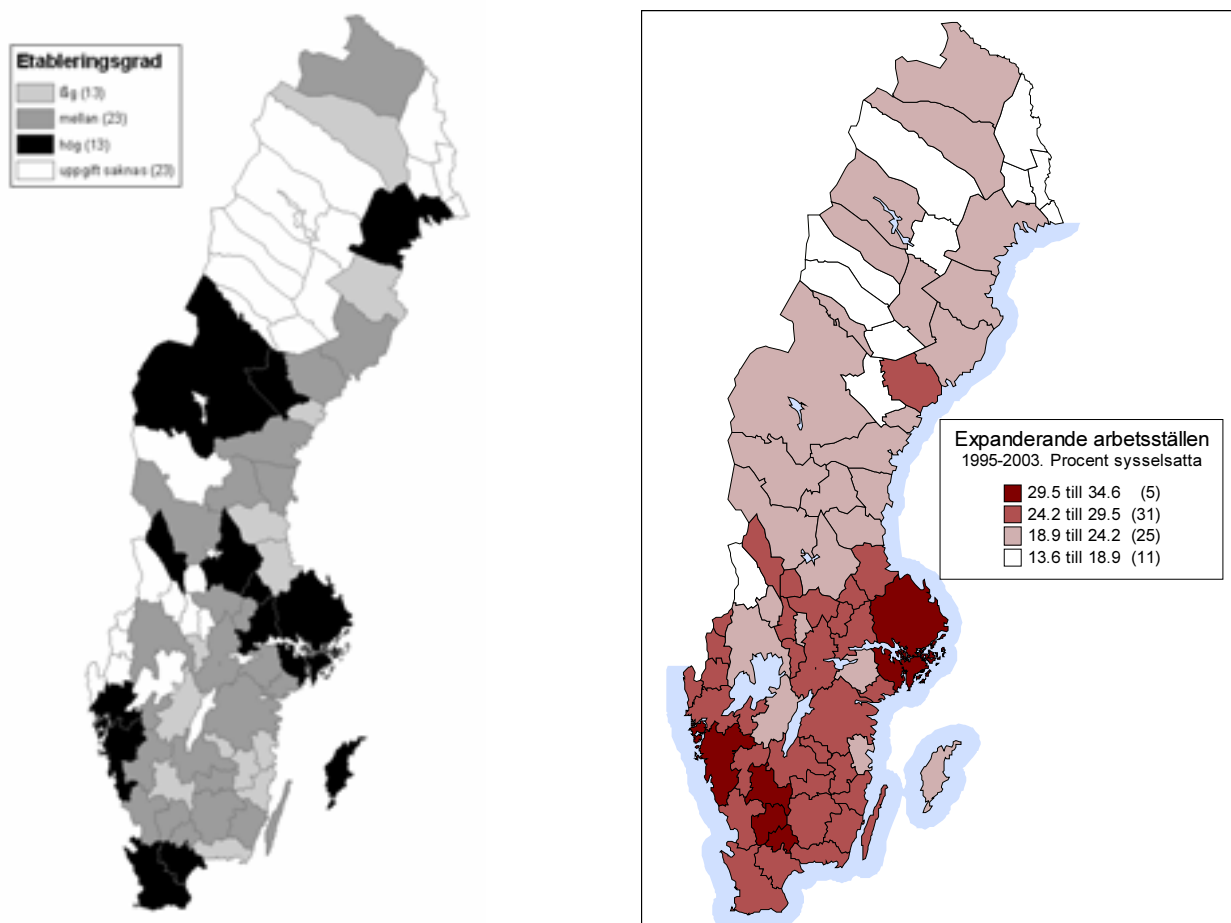 Etableringsgrad
låg (13)
mellan (23)
hög (13)
uppgift saknas (23)
Expanderande arbetsställen
1995-2003. Procent sysselsatta
29.5 till 34.6 (5)
24.2 till 29.5 (31)
18.9 till 24.2 (25)
13.6 till 18.9 (11)